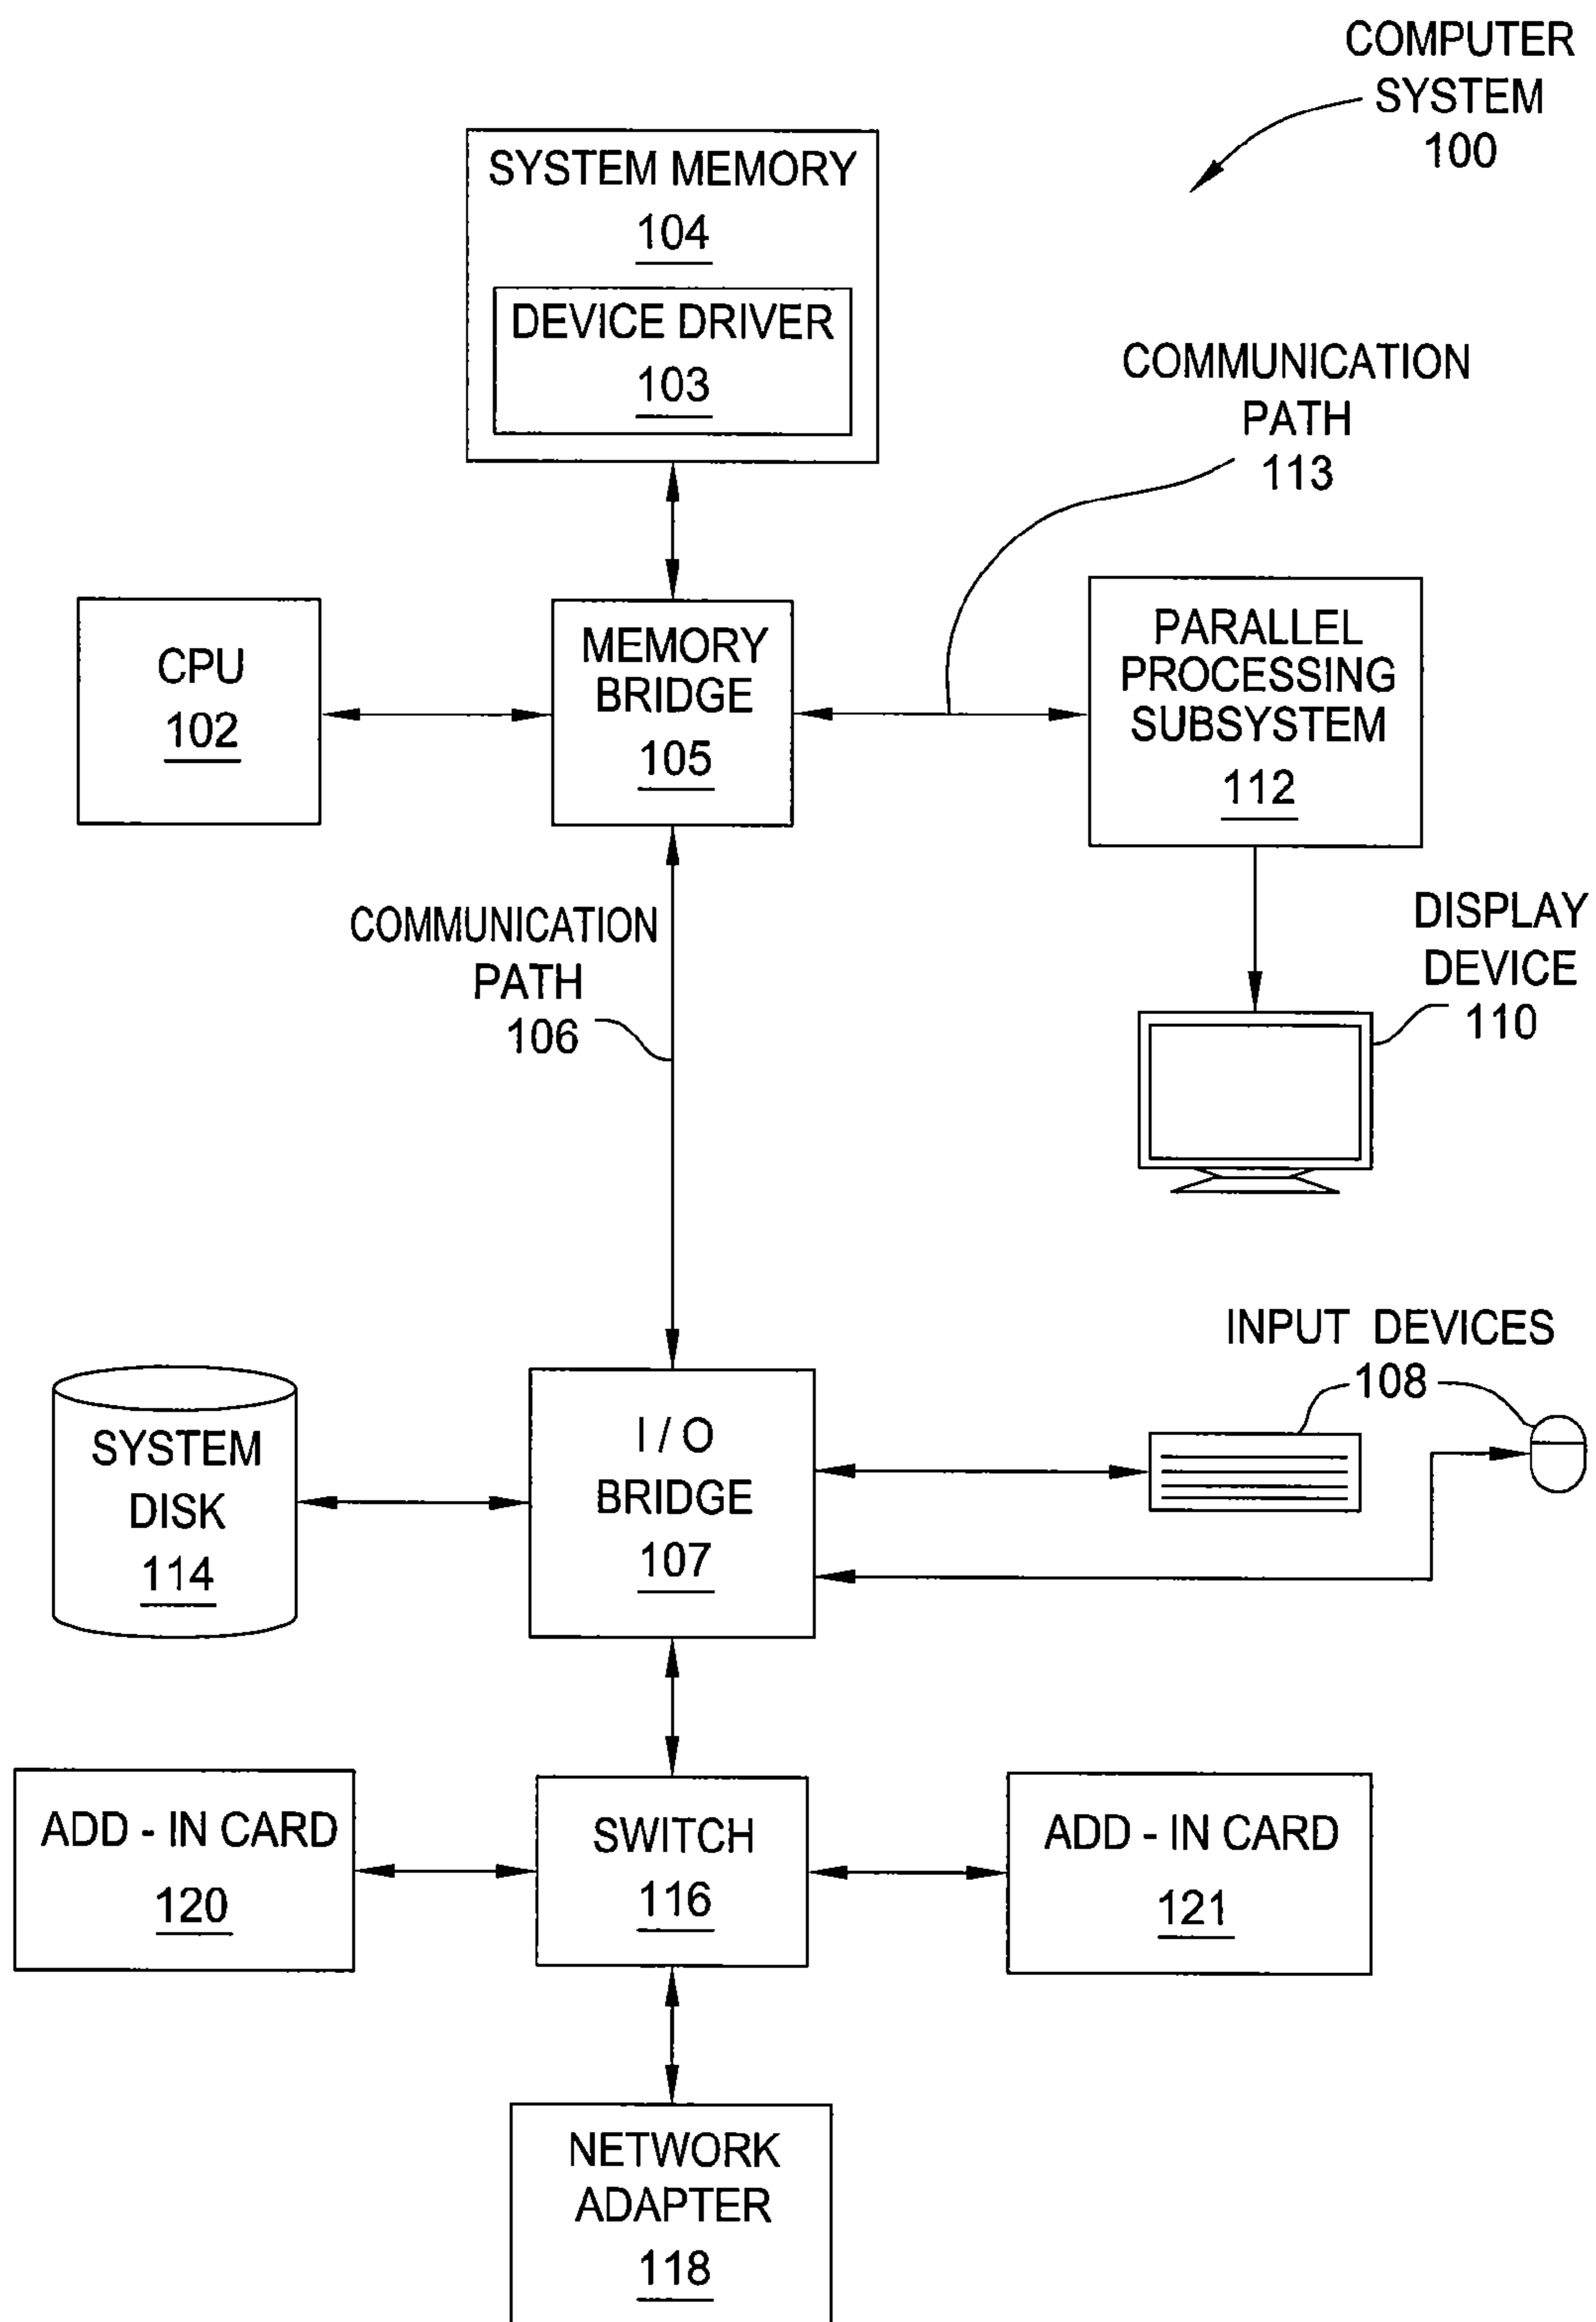 COMPUTER
SYSTEM
100
SYSTEM MEMORY
104
DEVICE DRIVER
103
COMMUNICATION
PATH
113
CPU
102
MEMORY
BRIDGE
105
PARALLEL
PROCESSING
SUBSYSTEM
112
COMMUNICATION
PATH
106
DISPLAY
DEVICE
110
INPUT DEVICES
108
SYSTEM
DISK
114
I / O
BRIDGE
107
ADD - IN CARD
120
SWITCH
116
ADD - IN CARD
121
NETWORK
ADAPTER
118